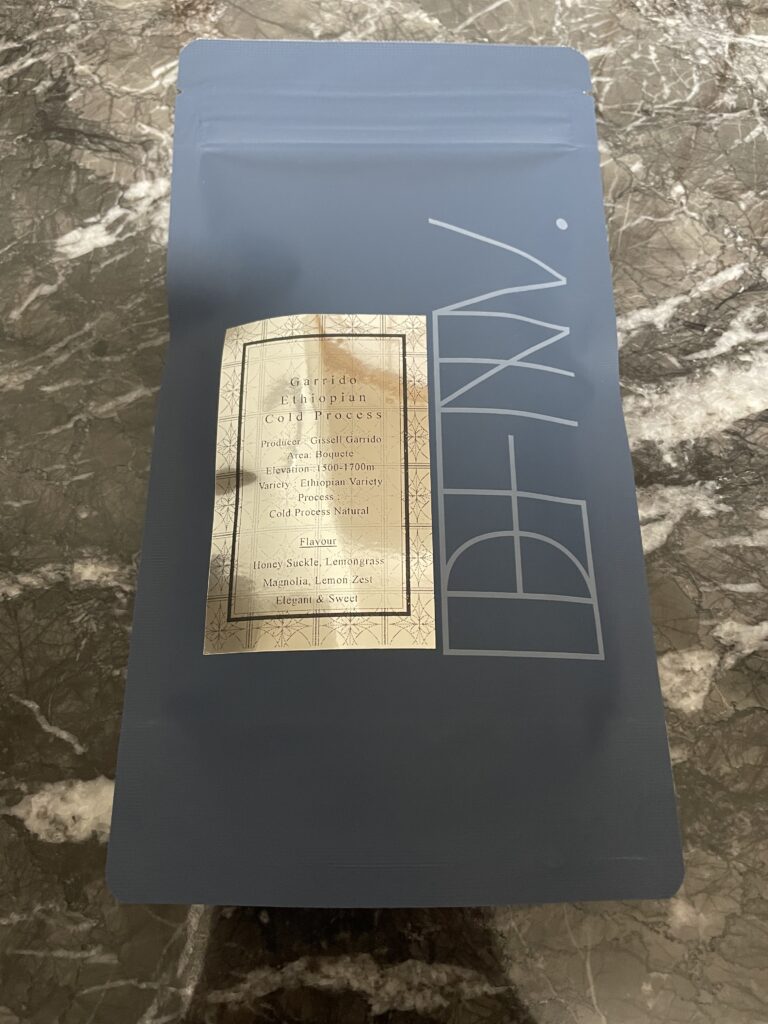 Garrido
Ethiopian
Cold Process
Producer : Gissell Garrido
Area: Boquete
Elevation :1500-1700m
Variety : Ethiopian Variety
Process :
Cold Process Natural
Flavour
Honey Suckle, Lemongrass
Magnolia, Lemon Zest
Elegant & Sweet